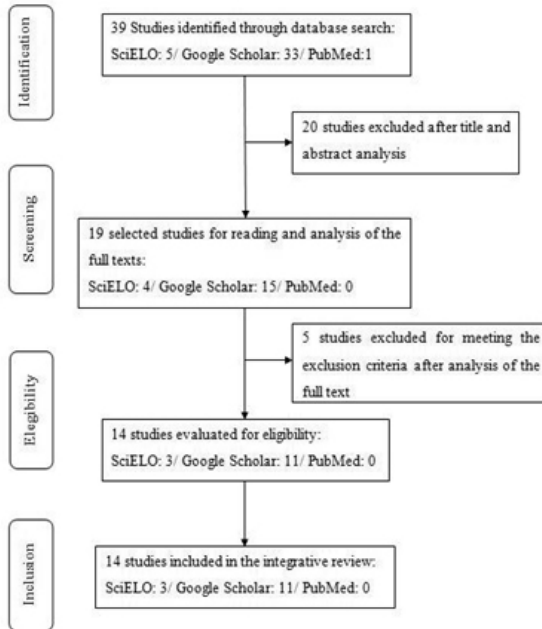 Identification
39 Studies identified through database search:
SciELO: 5/ Google Scholar: 33/ PubMed:1
20 studies excluded after title and
abstract analysis
Screening
19 selected studies for reading and analysis of the
full texts:
SciELO: 4/ Google Scholar: 15/ PubMed: 0
5 studies excluded for meeting the
exclusion criteria after analysis of the
full text
Elegibility
14 studies evaluated for eligibility:
SciELO: 3/ Google Scholar: 11/ PubMed: 0
Inclusion
14 studies included in the integrative review:
SciELO: 3/ Google Scholar: 11/ PubMed: 0